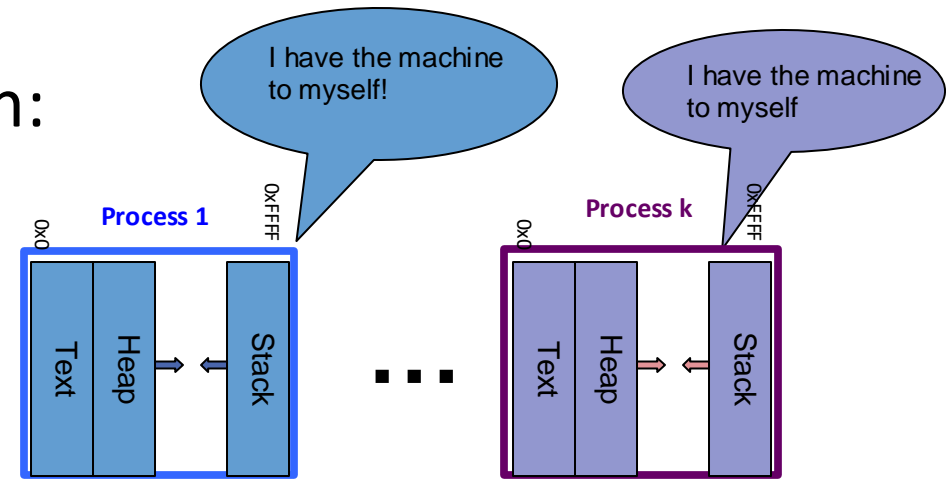 I have the machine
to myself!
I have the machine
to myself
n:
Process 1
0x0
0xFFFF
Text
Heap
Stack
...
Process k
0x0
0xFFFF
Text
Heap
Stack